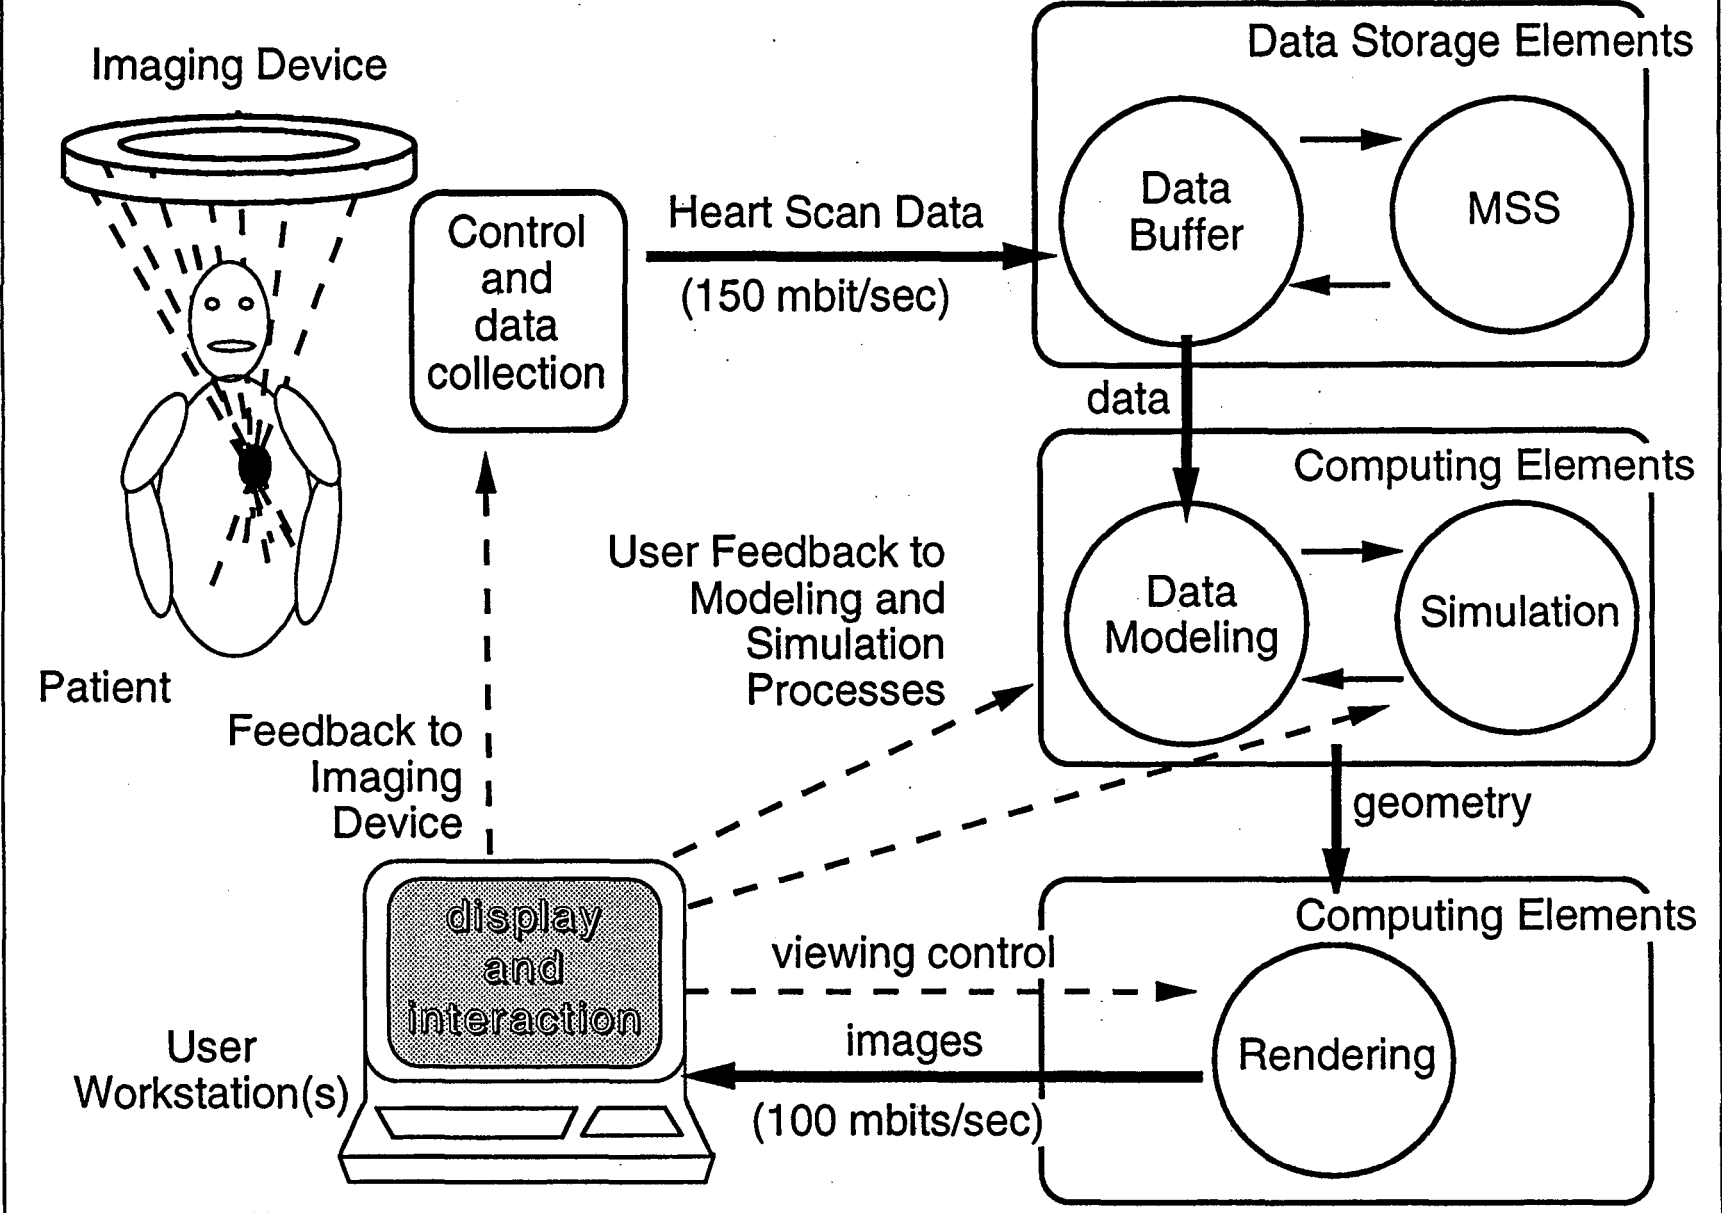 Imaging Device
Data Storage Elements
Data
Buffer
MSS
Control
and
data
collection
Heart Scan Data
(150 mbit/sec)
data
Computing Elements
User Feedback to
Modeling and
Simulation
Processes
Data
Modeling
Simulation
Patient
Feedback to
Imaging
Device
geometry
Computing Elements
display
and
interaction
viewing control
images
Rendering
(100 mbits/sec)
User
Workstation(s)